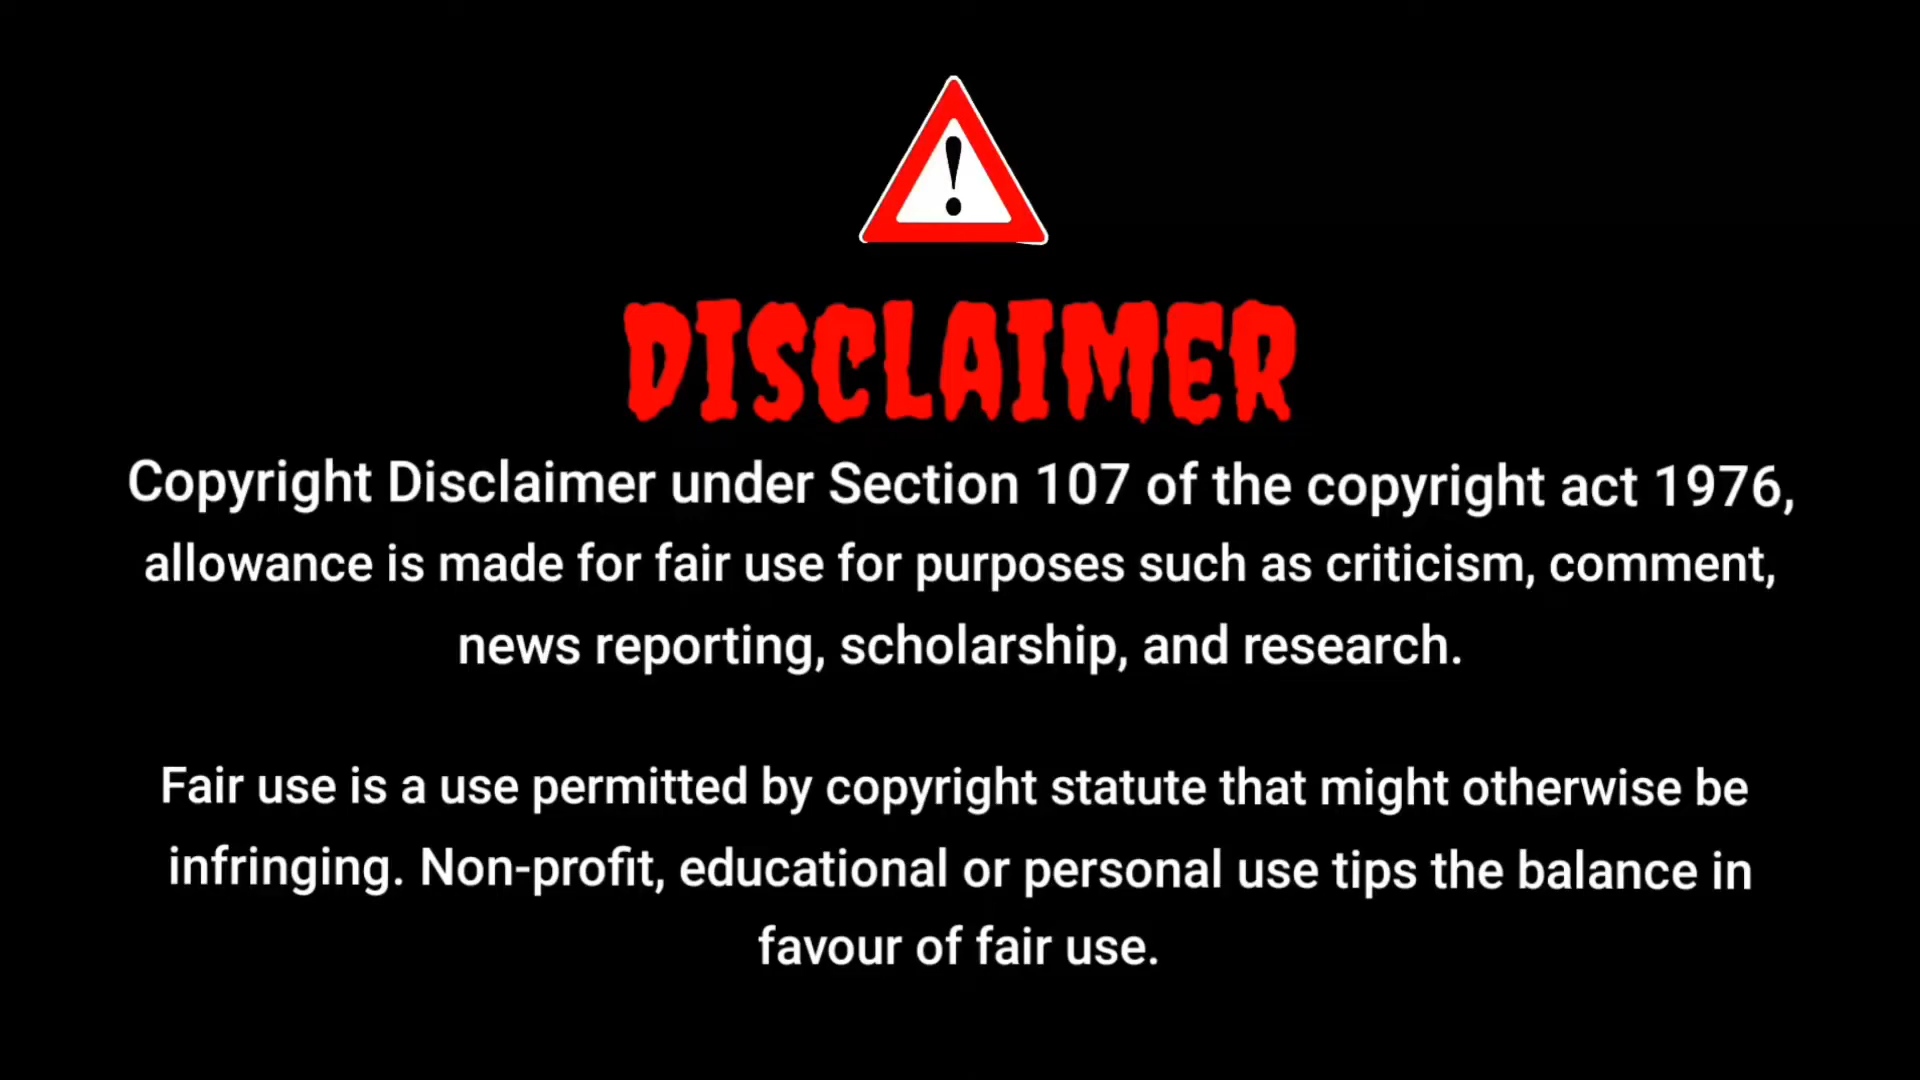 DISCLAIMER
Copyright Disclaimer under Section 107 of the copyright act 1976,
allowance is made for fair use for purposes such as criticism, comment,
news reporting, scholarship, and research.
Fair use is a use permitted by copyright statute that might otherwise be
infringing. Non-profit, educational or personal use tips the balance in
favour of fair use.